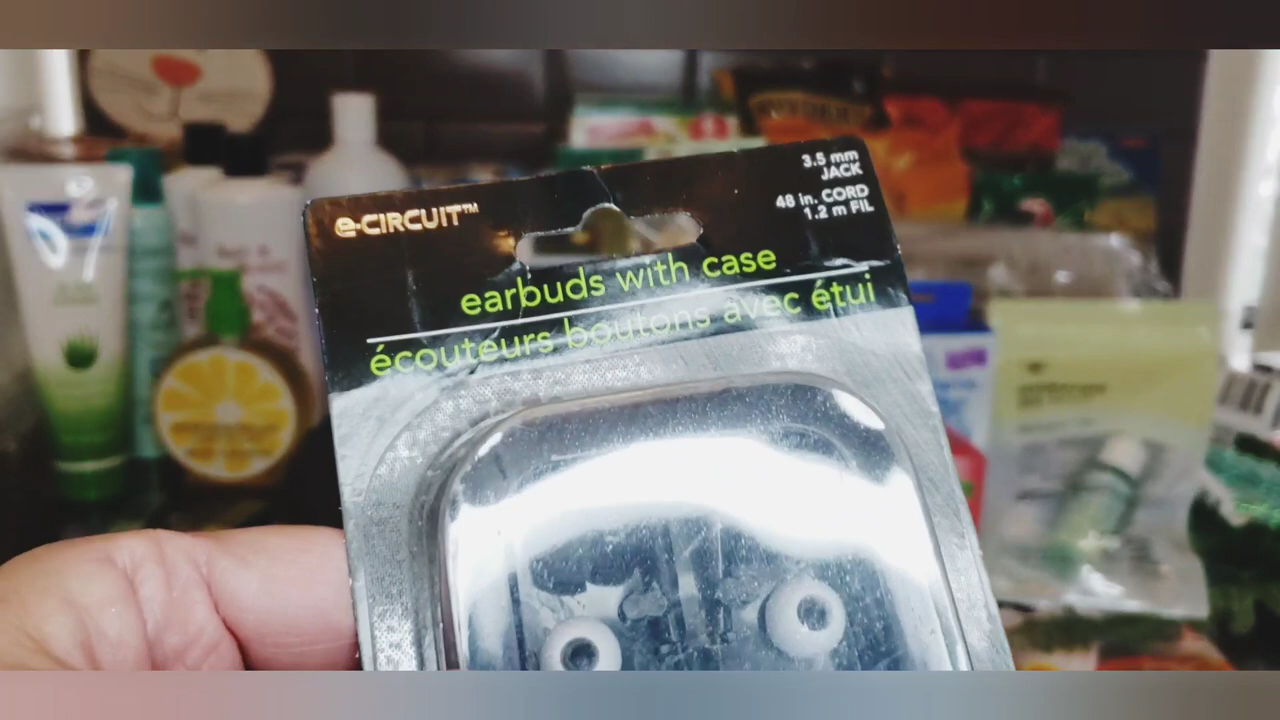 e-CIRCUIT™
3.5 mm
JACK
48 in. CORD
1.2 m FIL
earbuds with case
écouteurs boutons avec étui